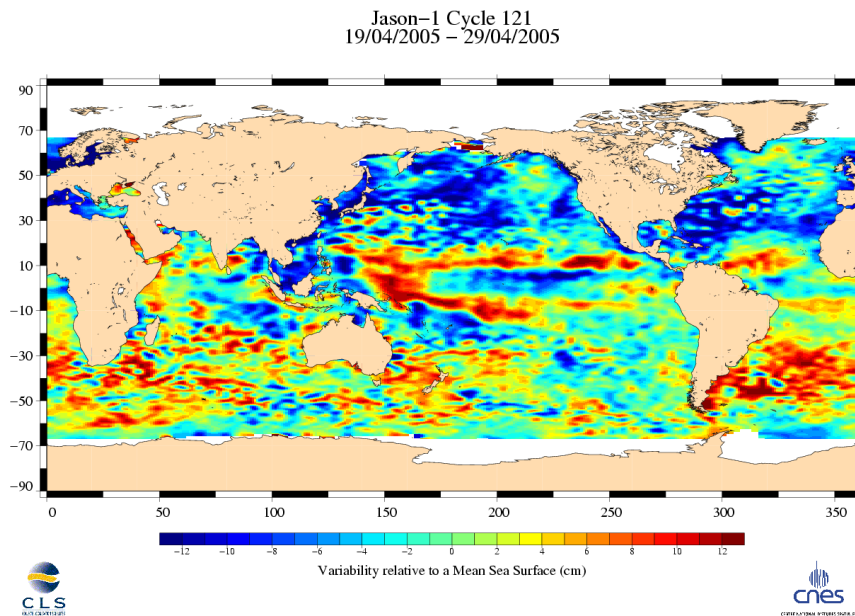 Jason-1 Cycle 121
19/04/2005 - 29/04/2005
90
70
50
30
10
-10
-30
-50
-70
-90
0 50 100 150 200 250 300 350
-12 -10 -8 -6 -4 -2 0 2 4 6 8 10 12
Variability relative to a Mean Sea Surface (cm)
CLS
cnes